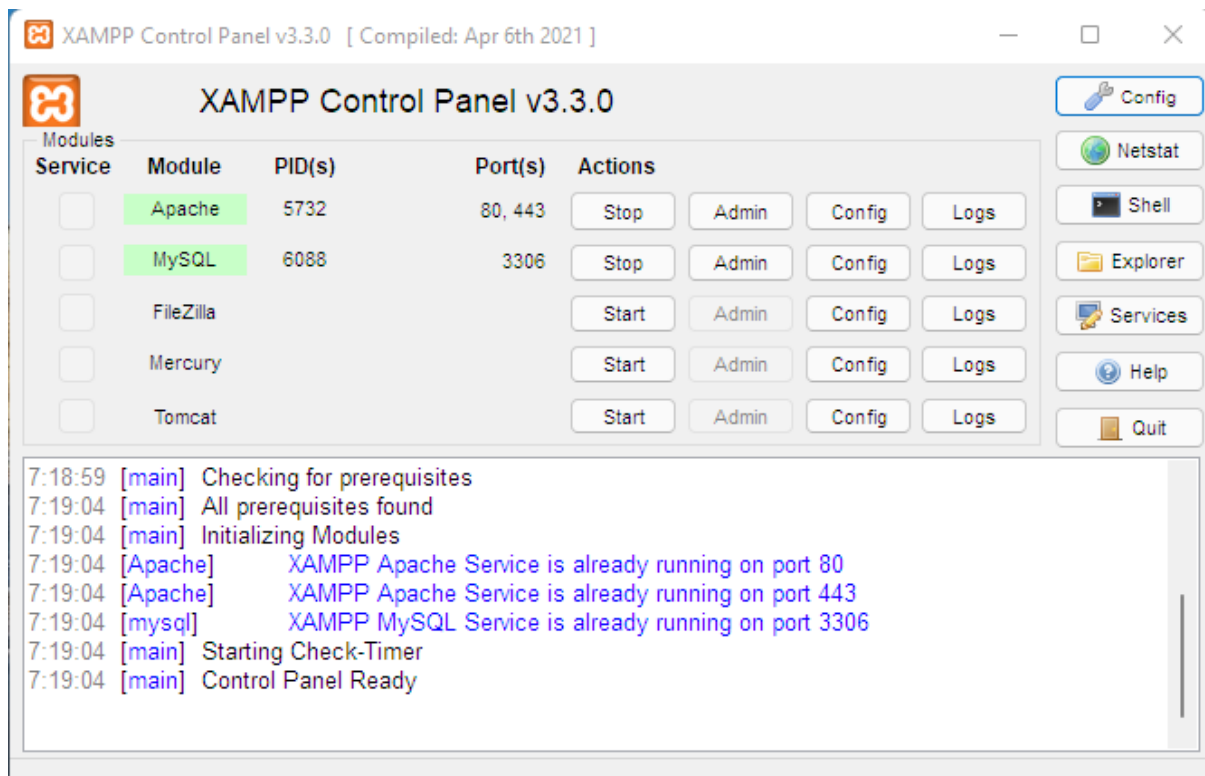 XAMPP Control Panel v3.3.0 [ Compiled: Apr 6th 2021 ]
XAMPP Control Panel v3.3.0
Config
Modules
Service Module PID(s) Port(s) Actions
Netstat
Apache 5732 80, 443 Stop Admin Config Logs
Shell
MySQL 6088 3306 Stop Admin Config Logs
Explorer
FileZilla Start Admin Config Logs
Services
Mercury Start Admin Config Logs
Help
Tomcat Start Admin Config Logs
Quit
7:18:59 [main] Checking for prerequisites
7:19:04 [main] All prerequisites found
7:19:04 [main] Initializing Modules
7:19:04 [Apache] XAMPP Apache Service is already running on port 80
7:19:04 [Apache] XAMPP Apache Service is already running on port 443
7:19:04 [mysql] XAMPP MySQL Service is already running on port 3306
7:19:04 [main] Starting Check-Timer
7:19:04 [main] Control Panel Ready